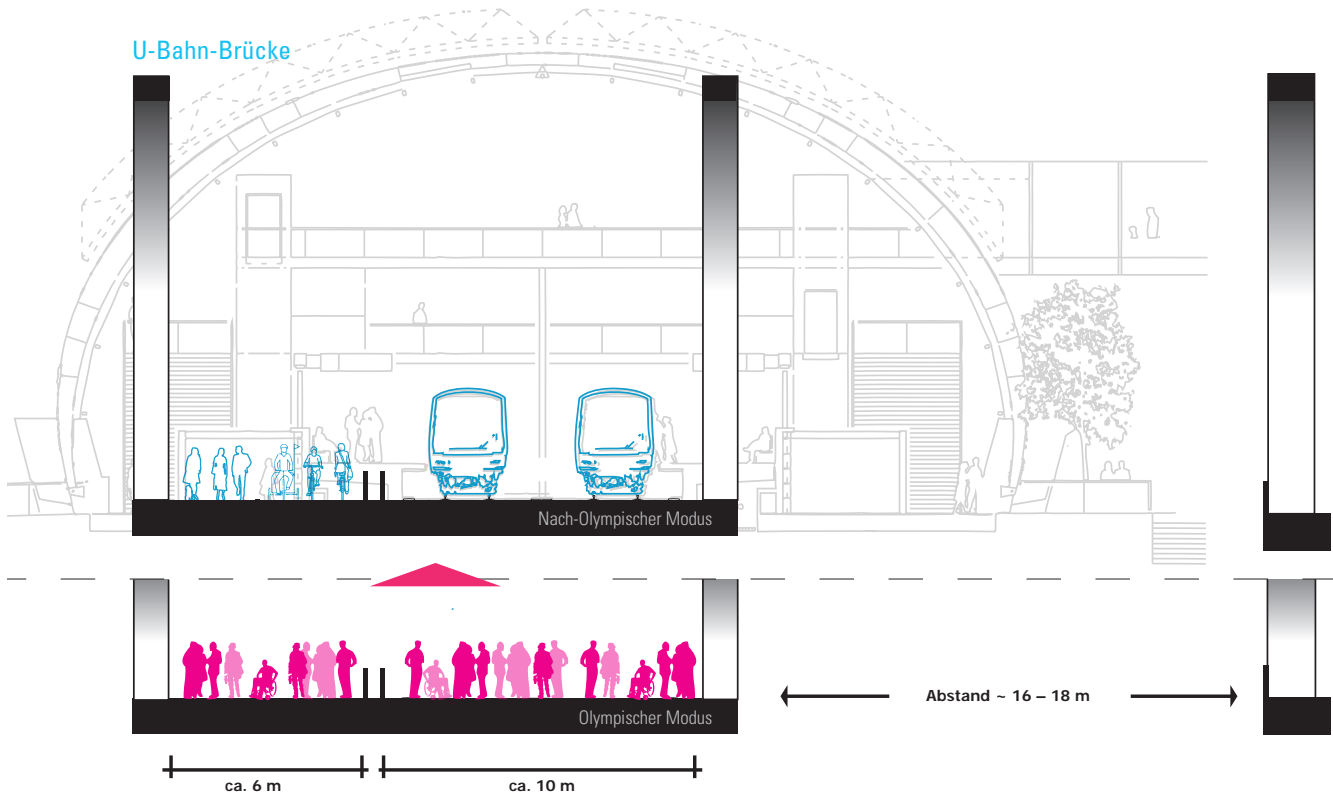 U-Bahn-Brücke
Nach-Olympischer Modus
Abstand ~ 16 – 18 m
Olympischer Modus
ca. 6 m
ca. 10 m